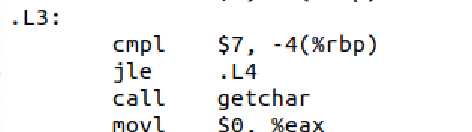 .L3:
cmpl $7, -4(%rbp)
jle .L4
call getchar
movl $0, %eax